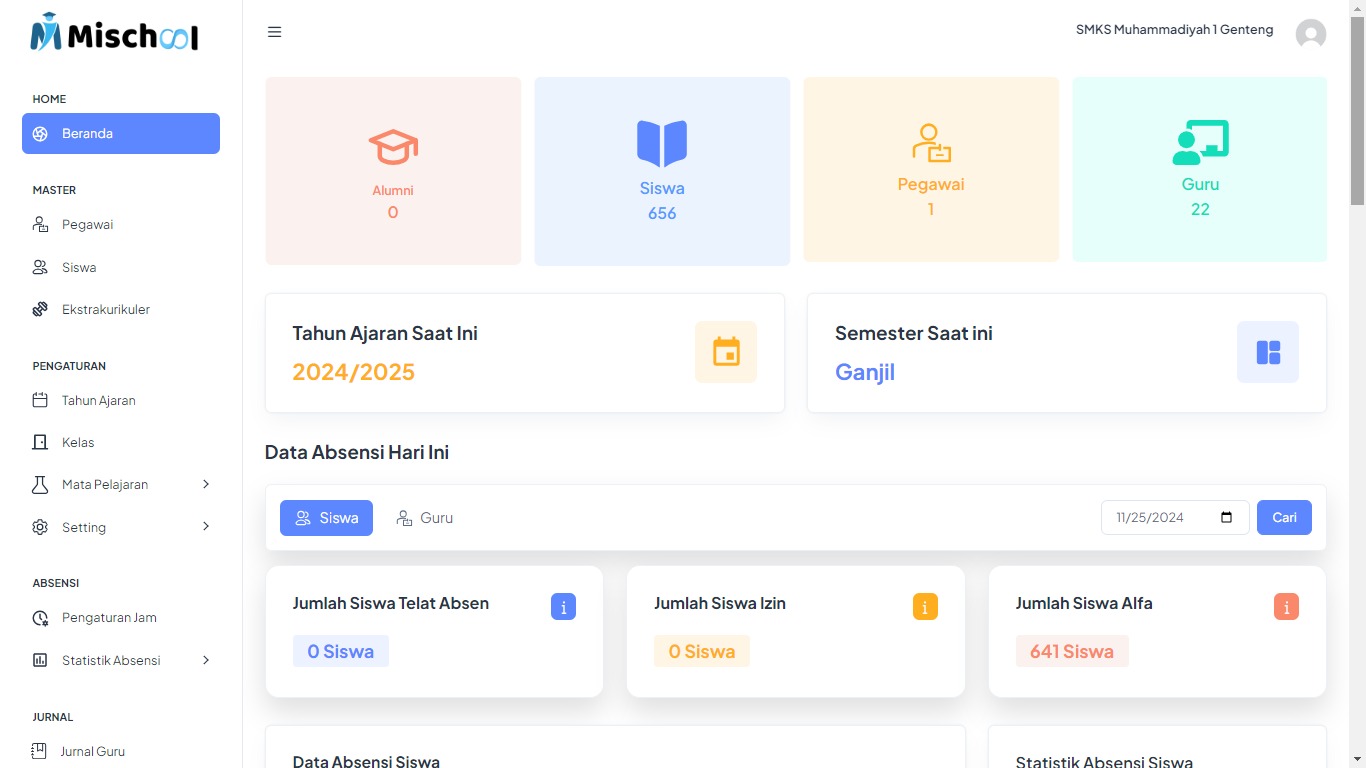 Mischool
SMKS Muhammadiyah 1 Genteng
HOME
Beranda
MASTER
Pegawai
Siswa
Ekstrakurikuler
PENGATURAN
Tahun Ajaran
Kelas
Mata Pelajaran
Setting
ABSENSI
Pengaturan Jam
Statistik Absensi
JURNAL
Jurnal Guru
Alumni
0
Siswa
656
Pegawai
1
Guru
22
Tahun Ajaran Saat Ini
2024/2025
Semester Saat ini
Ganjil
Data Absensi Hari Ini
Siswa
Guru
11/25/2024
Cari
Jumlah Siswa Telat Absen
0 Siswa
Jumlah Siswa Izin
0 Siswa
Jumlah Siswa Alfa
641 Siswa
Data Absensi Siswa
Statistik Absensi Siswa